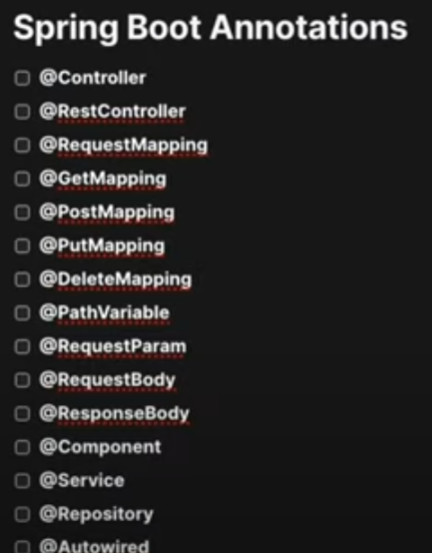 Spring Boot Annotations
@Controller
@RestController
@RequestMapping
@GetMapping
@PostMapping
@PutMapping
@DeleteMapping
@PathVariable
@RequestParam
@RequestBody
@ResponseBody
@Component
@Service
@Repository
@Autowired